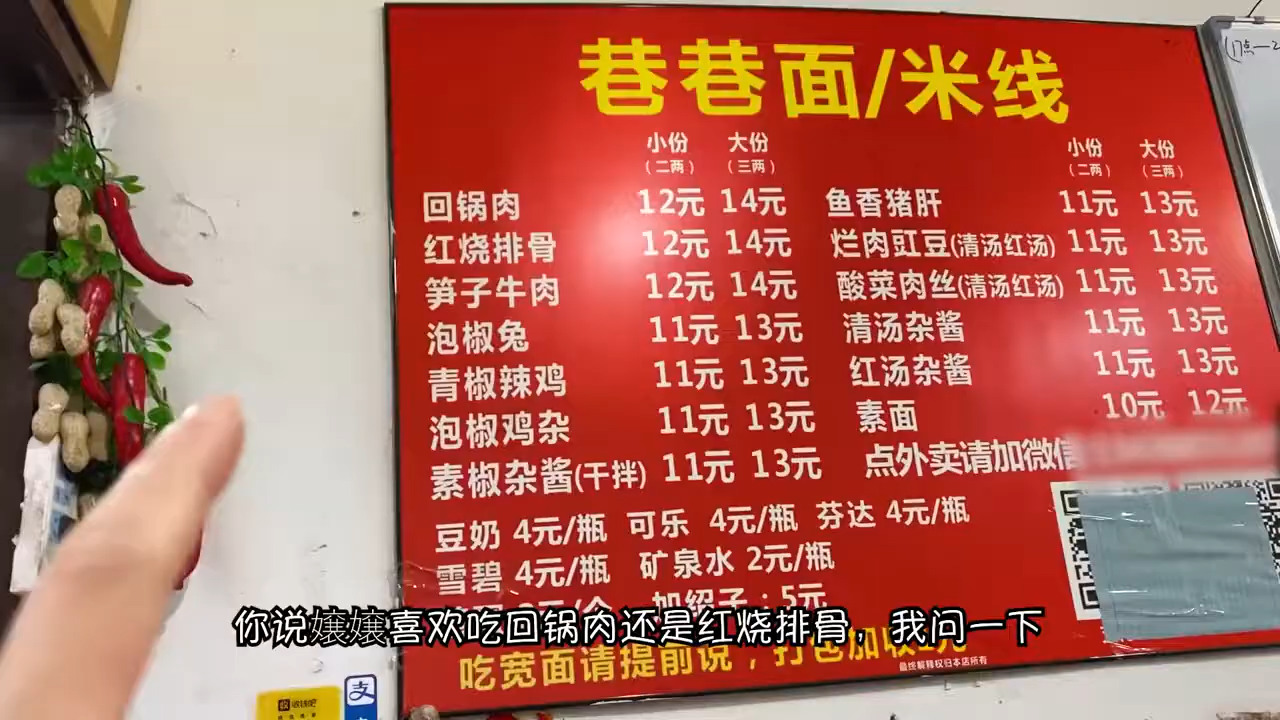 巷巷面/米线
小份 大份 小份 大份
（二两） （三两） （二两） （三两）
回锅肉 12元 14元 鱼香猪肝 11元 13元
红烧排骨 12元 14元 烂肉豇豆(清汤红汤) 11元 13元
笋子牛肉 12元 14元 酸菜肉丝(清汤红汤) 11元 13元
泡椒兔 11元 13元 清汤杂酱 11元 13元
青椒辣鸡 11元 13元 红汤杂酱 11元 13元
泡椒鸡杂 11元 13元 素面 10元 12元
素椒杂酱(干拌) 11元 13元 点外卖请加微信
豆奶 4元/瓶 可乐 4元/瓶 芬达 4元/瓶
雪碧 4元/瓶 矿泉水 2元/瓶
加绍子：5元
你说嬢嬢喜欢吃回锅肉还是红烧排骨，我问一下
吃宽面请提前说，打包加收
最终解释权归本店所有
收钱吧
支